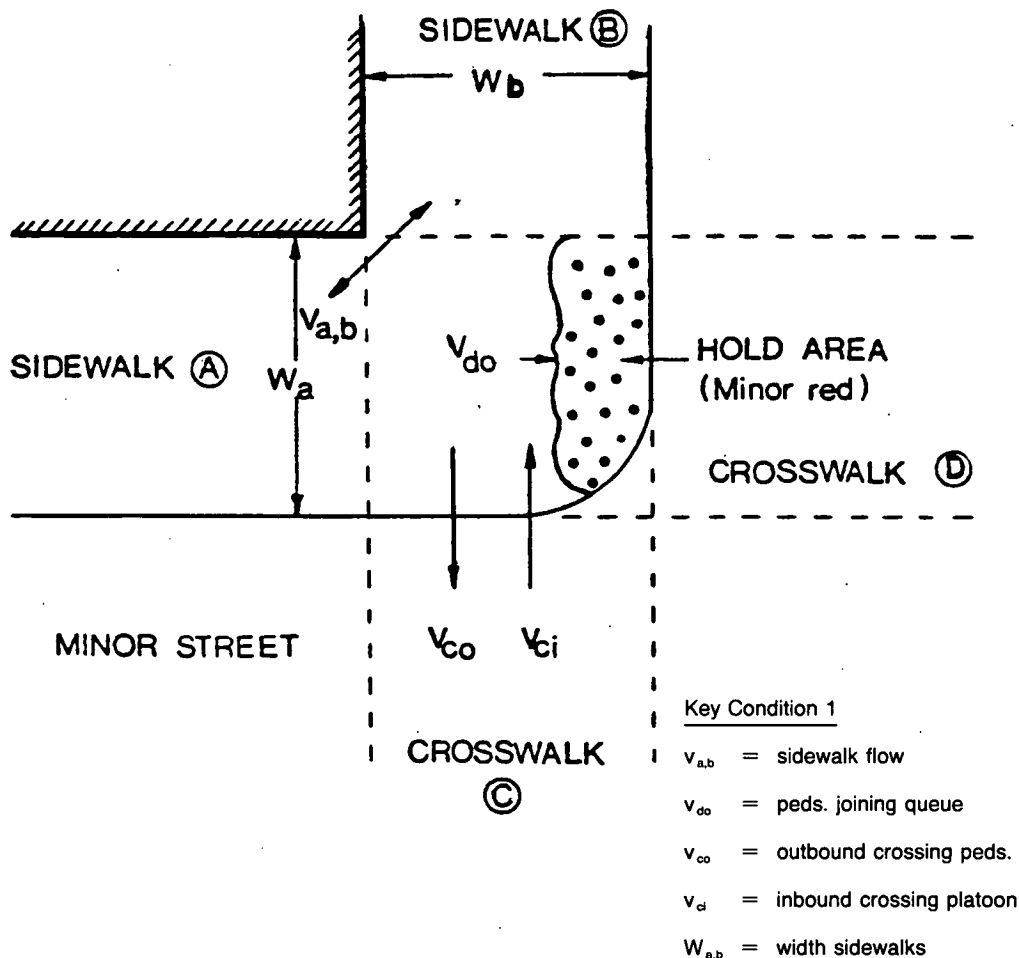 SIDEWALK Ⓑ
Wb
Va,b
SIDEWALK Ⓐ
Wa
Vdo
HOLD AREA
(Minor red)
CROSSWALK Ⓓ
MINOR STREET
Vco
Vci
CROSSWALK
Ⓒ
Key Condition 1
va,b = sidewalk flow
vdo = peds. joining queue
vco = outbound crossing peds.
vci = inbound crossing platoon
Wa,b = width sidewalks